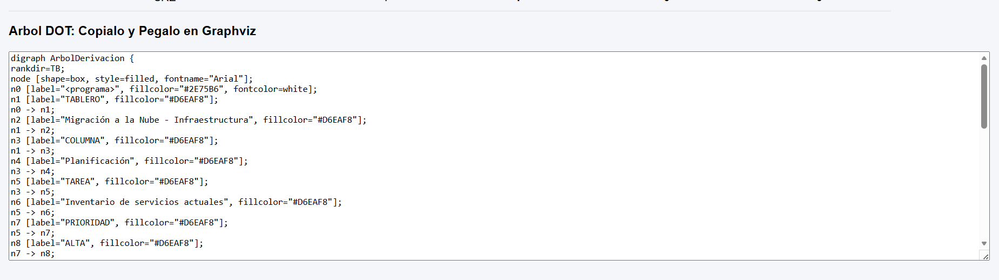 Arbol DOT: Copialo y Pegalo en Graphviz
digraph ArbolDerivacion {
rankdir=TB;
node [shape=box, style=filled, fontname="Arial"];
n0 [label="<programa>", fillcolor="#2E75B6", fontcolor=white];
n1 [label="TABLERO", fillcolor="#D6EAF8"];
n0 -> n1;
n2 [label="Migración a la Nube - Infraestructura", fillcolor="#D6EAF8"];
n1 -> n2;
n3 [label="COLUMNA", fillcolor="#D6EAF8"];
n1 -> n3;
n4 [label="Planificación", fillcolor="#D6EAF8"];
n3 -> n4;
n5 [label="TAREA", fillcolor="#D6EAF8"];
n3 -> n5;
n6 [label="Inventario de servicios actuales", fillcolor="#D6EAF8"];
n5 -> n6;
n7 [label="PRIORIDAD", fillcolor="#D6EAF8"];
n5 -> n7;
n8 [label="ALTA", fillcolor="#D6EAF8"];
n7 -> n8;